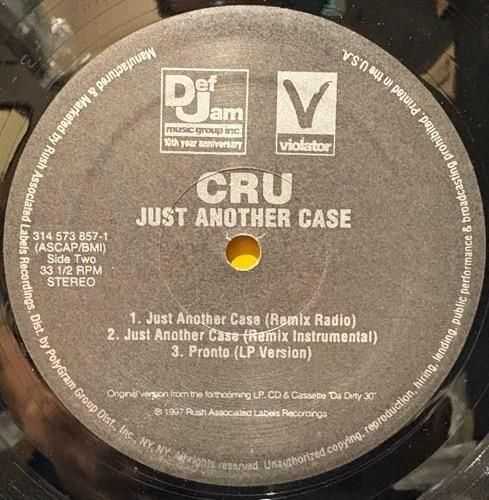 Def
Jam
music group inc.
10th year anniversary
V
violator
CRU
JUST ANOTHER CASE
314 573 857-1
(ASCAP/BMI)
Side Two
33 1/2 RPM
STEREO
1. Just Another Case (Remix Radio)
2. Just Another Case (Remix Instrumental)
3. Pronto (LP Version)
Original version from the forthcoming LP, CD & Cassette "Da Dirty 30"
℗ 1997 Rush Associated Labels Recordings
Manufactured & Marketed by Rush Associated Labels Recordings. Dist. by PolyGram Group Dist., Inc., NY, NY. All rights reserved. Unauthorized copying, reproduction, hiring, lending, public performance & broadcasting prohibited. Printed in the U.S.A.